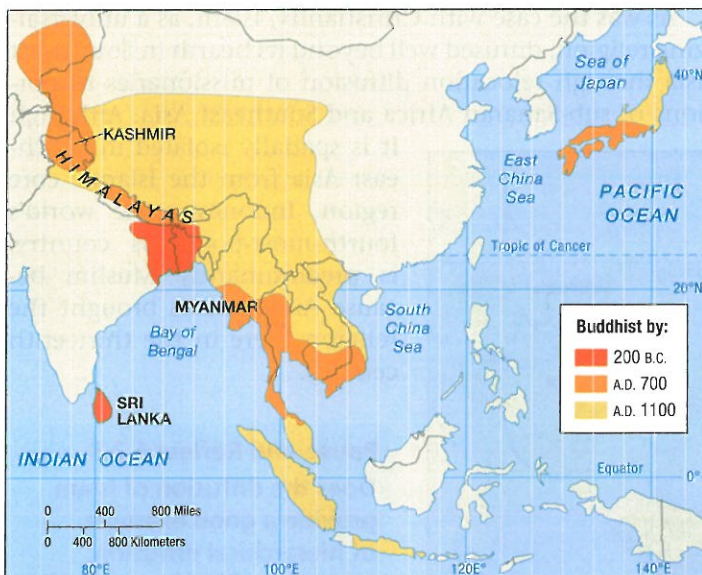 Sea of
Japan
40°N
KASHMIR
HIMALAYAS
East
China
Sea
PACIFIC
OCEAN
Tropic of Cancer
20°N
MYANMAR
Bay of
Bengal
South
China
Sea
Buddhist by:
200 B.C.
A.D. 700
A.D. 1100
SRI
LANKA
INDIAN OCEAN
Equator
0°
0 400 800 Miles
0 400 800 Kilometers
80°E
100°E
120°E
140°E